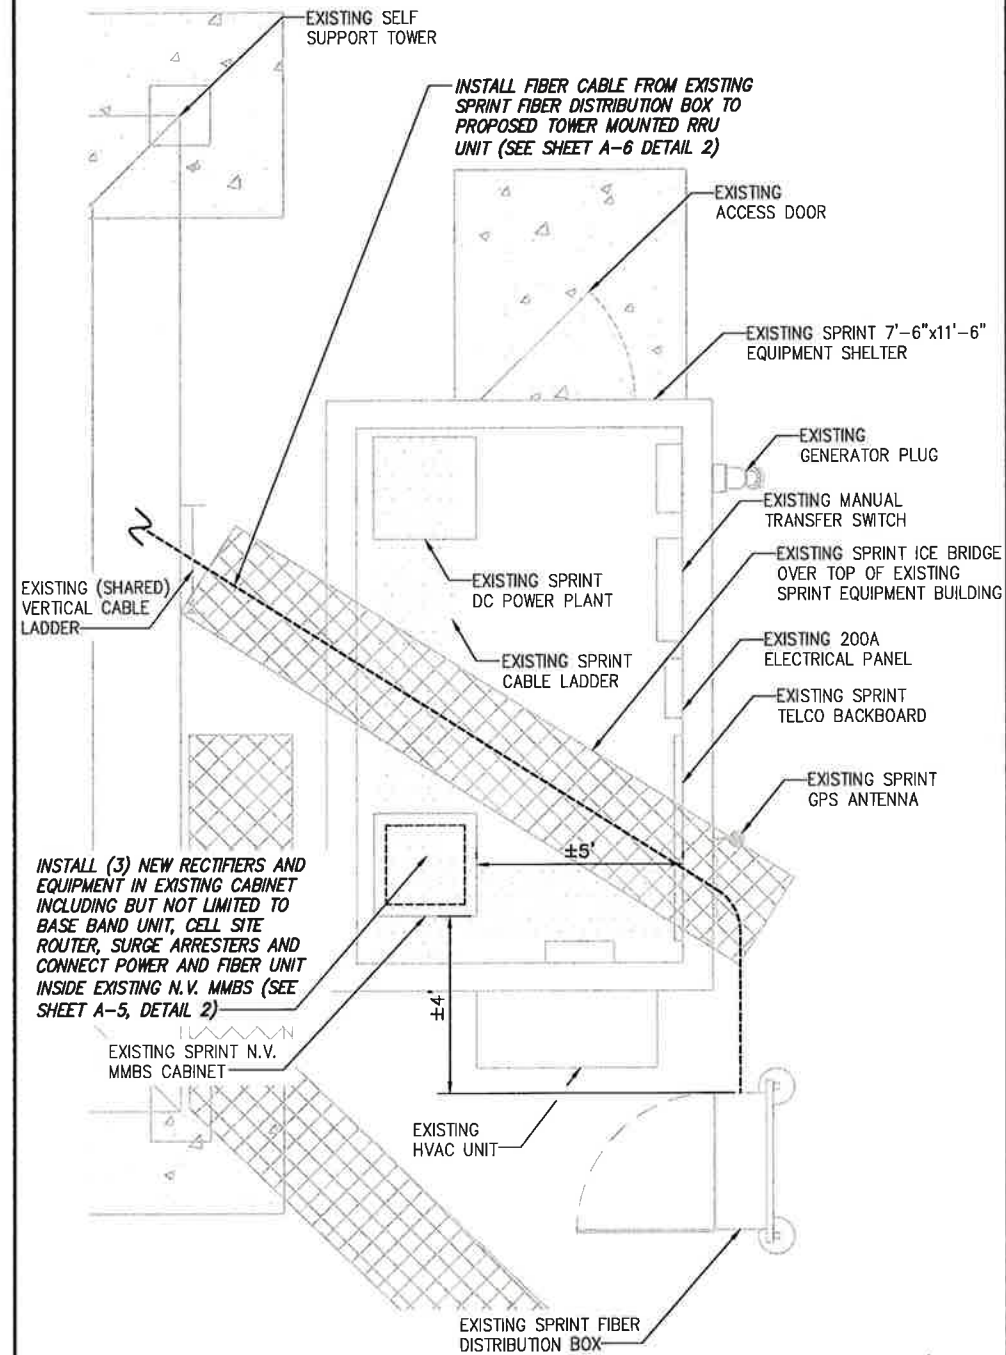 EXISTING SELF
SUPPORT TOWER
INSTALL FIBER CABLE FROM EXISTING
SPRINT FIBER DISTRIBUTION BOX TO
PROPOSED TOWER MOUNTED RRU
UNIT (SEE SHEET A-6 DETAIL 2)
EXISTING
ACCESS DOOR
EXISTING SPRINT 7'-6"x11'-6"
EQUIPMENT SHELTER
EXISTING
GENERATOR PLUG
EXISTING MANUAL
TRANSFER SWITCH
EXISTING SPRINT ICE BRIDGE
OVER TOP OF EXISTING
SPRINT EQUIPMENT BUILDING
EXISTING (SHARED)
VERTICAL CABLE
LADDER
EXISTING SPRINT
DC POWER PLANT
EXISTING 200A
ELECTRICAL PANEL
EXISTING SPRINT
CABLE LADDER
EXISTING SPRINT
TELCO BACKBOARD
EXISTING SPRINT
GPS ANTENNA
±5'
INSTALL (3) NEW RECTIFIERS AND
EQUIPMENT IN EXISTING CABINET
INCLUDING BUT NOT LIMITED TO
BASE BAND UNIT, CELL SITE
ROUTER, SURGE ARRESTERS AND
CONNECT POWER AND FIBER UNIT
INSIDE EXISTING N.V. MMBS (SEE
SHEET A-5, DETAIL 2)
±4'
EXISTING SPRINT N.V.
MMBS CABINET
EXISTING
HVAC UNIT
EXISTING SPRINT FIBER
DISTRIBUTION BOX